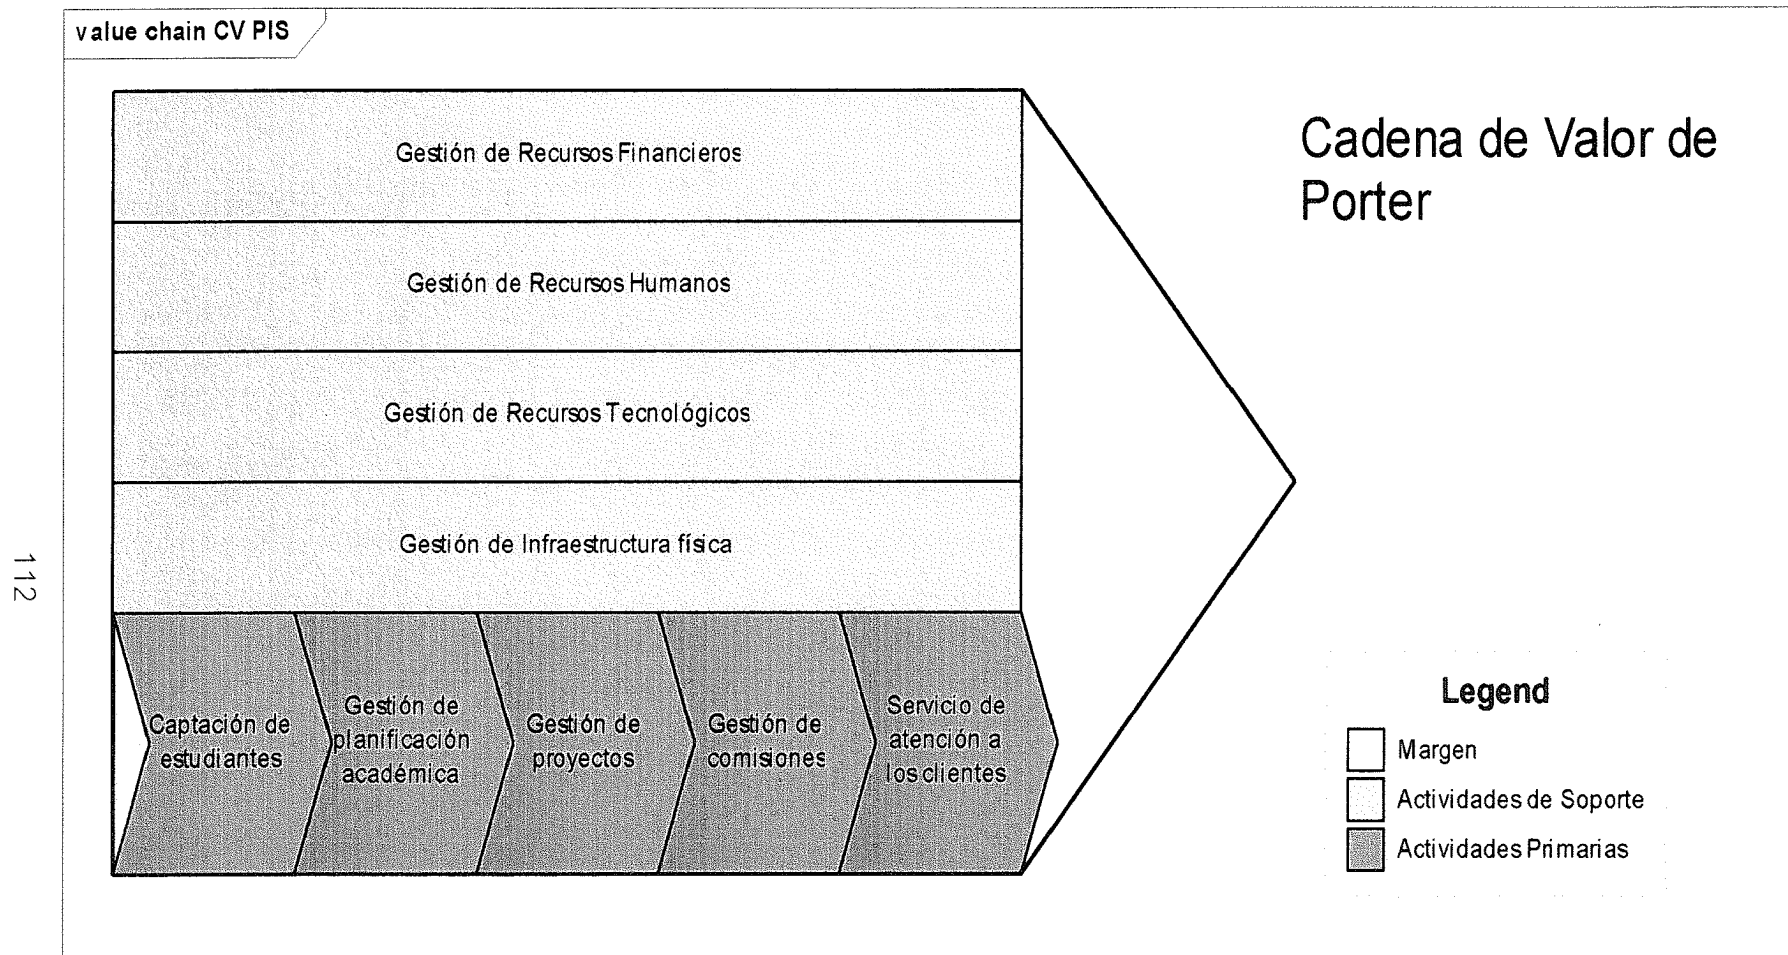 value chain CV PIS
Cadena de Valor de
Porter
Gestión de Recursos Financieros
Gestión de Recursos Humanos
Gestión de Recursos Tecnológicos
Gestión de Infraestructura física
Captación de
estudiantes
Gestión de
planificación
académica
Gestión de
proyectos
Gestión de
comisiones
Servicio de
atención a
los clientes
Legend
Margen
Actividades de Soporte
Actividades Primarias
112